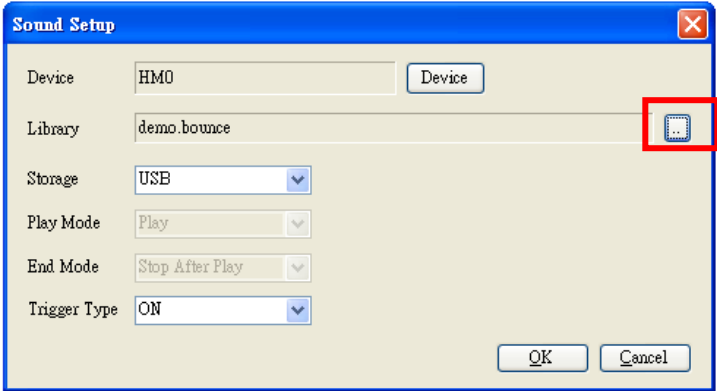 Sound Setup
Device HM0 Device
Library demo.bounce ..
Storage USB
Play Mode Play
End Mode Stop After Play
Trigger Type ON
OK Cancel